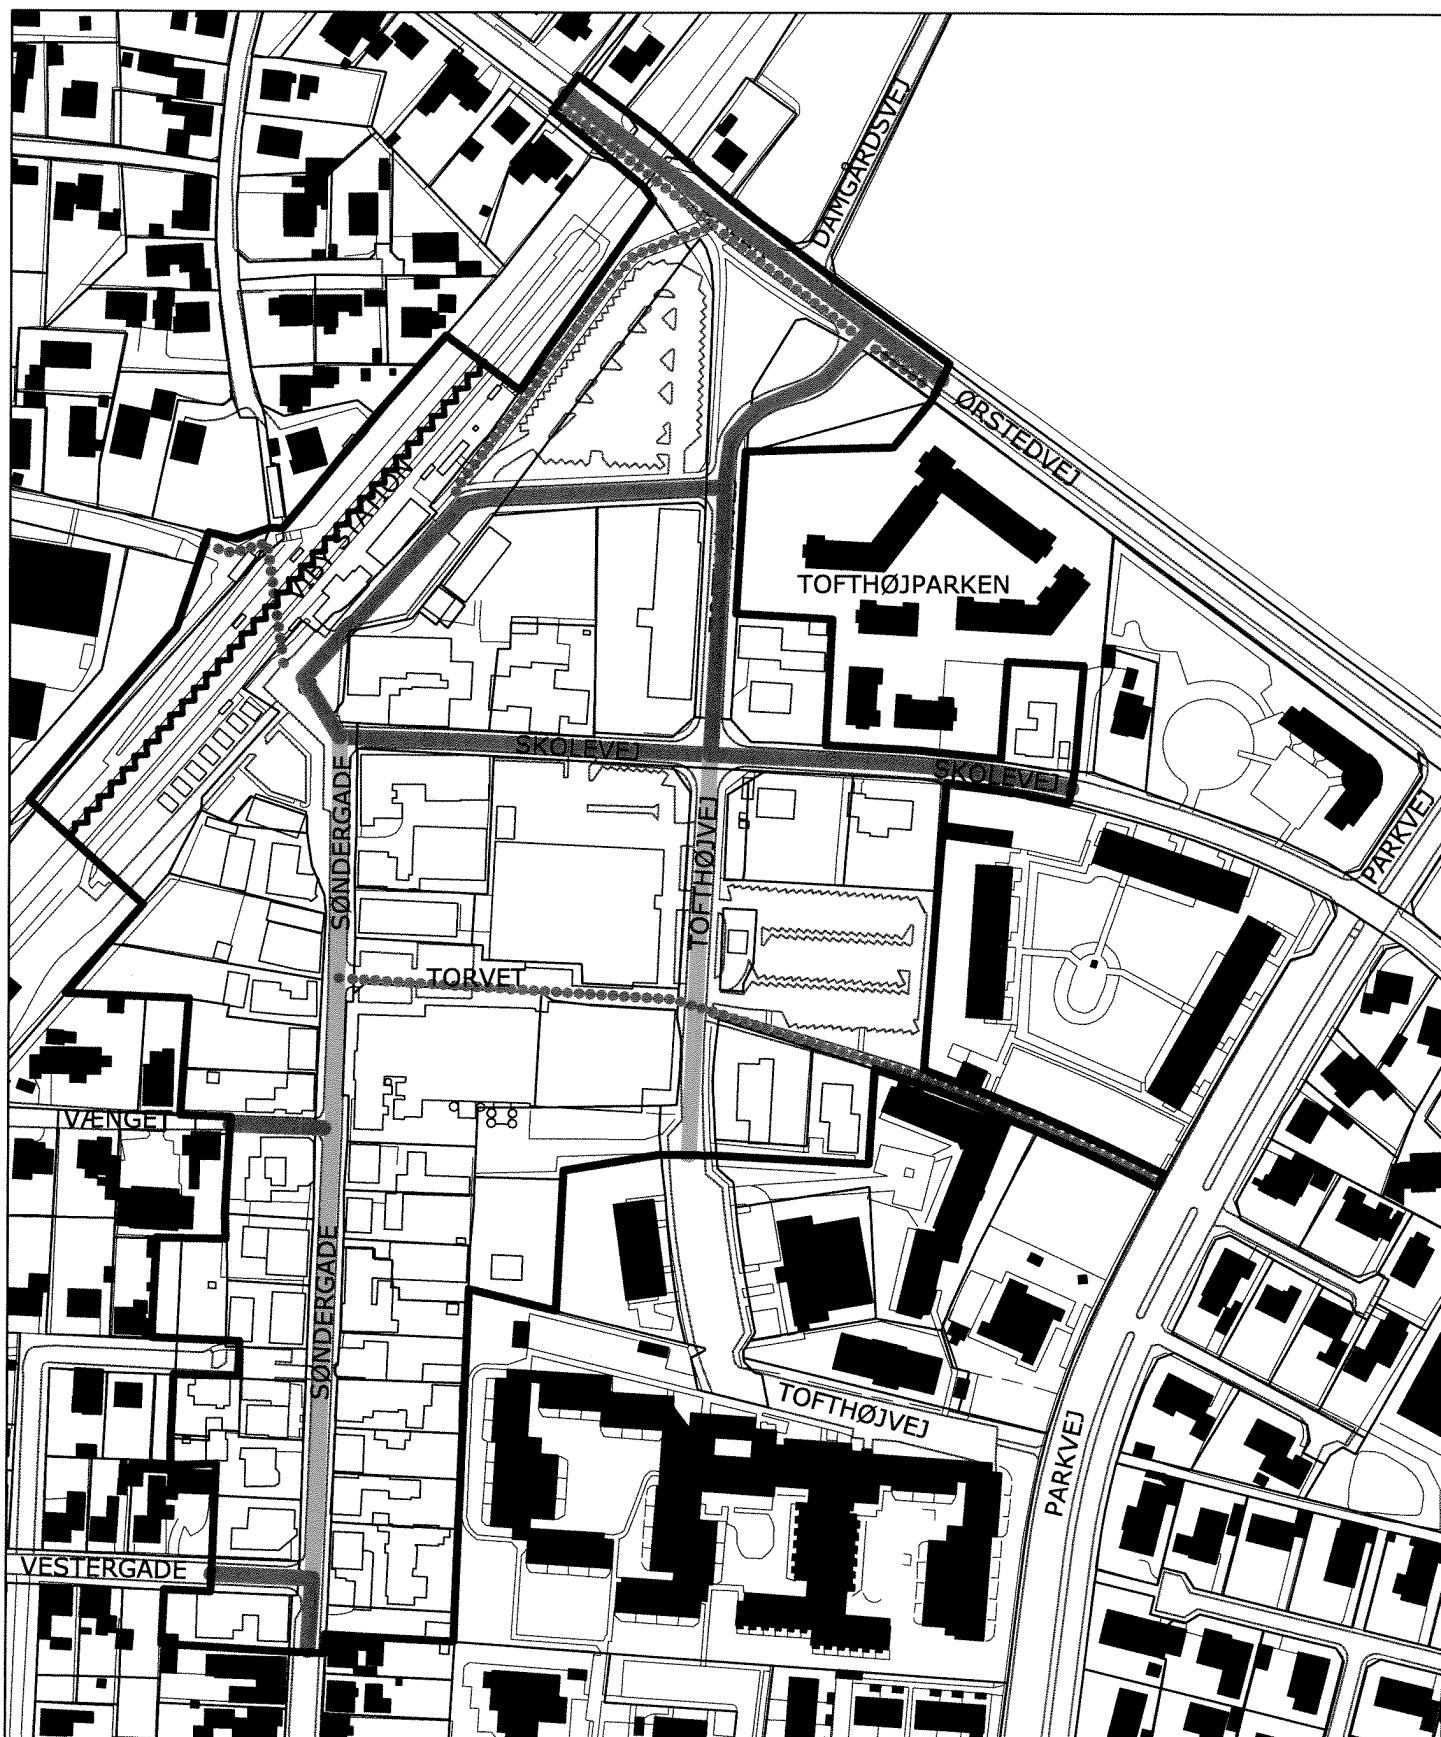 DAMGÅRDSVEJ
ØRSTEDVEJ
VIBY STATION
TOFTHØJPARKEN
SKOLEVEJ
SKOLEVEJ
SØNDERGADE
TOFTHØJVEJ
PARKVEJ
TORVET
VÆNGET
SØNDERGADE
TOFTHØJVEJ
PARKVEJ
VESTERGADE